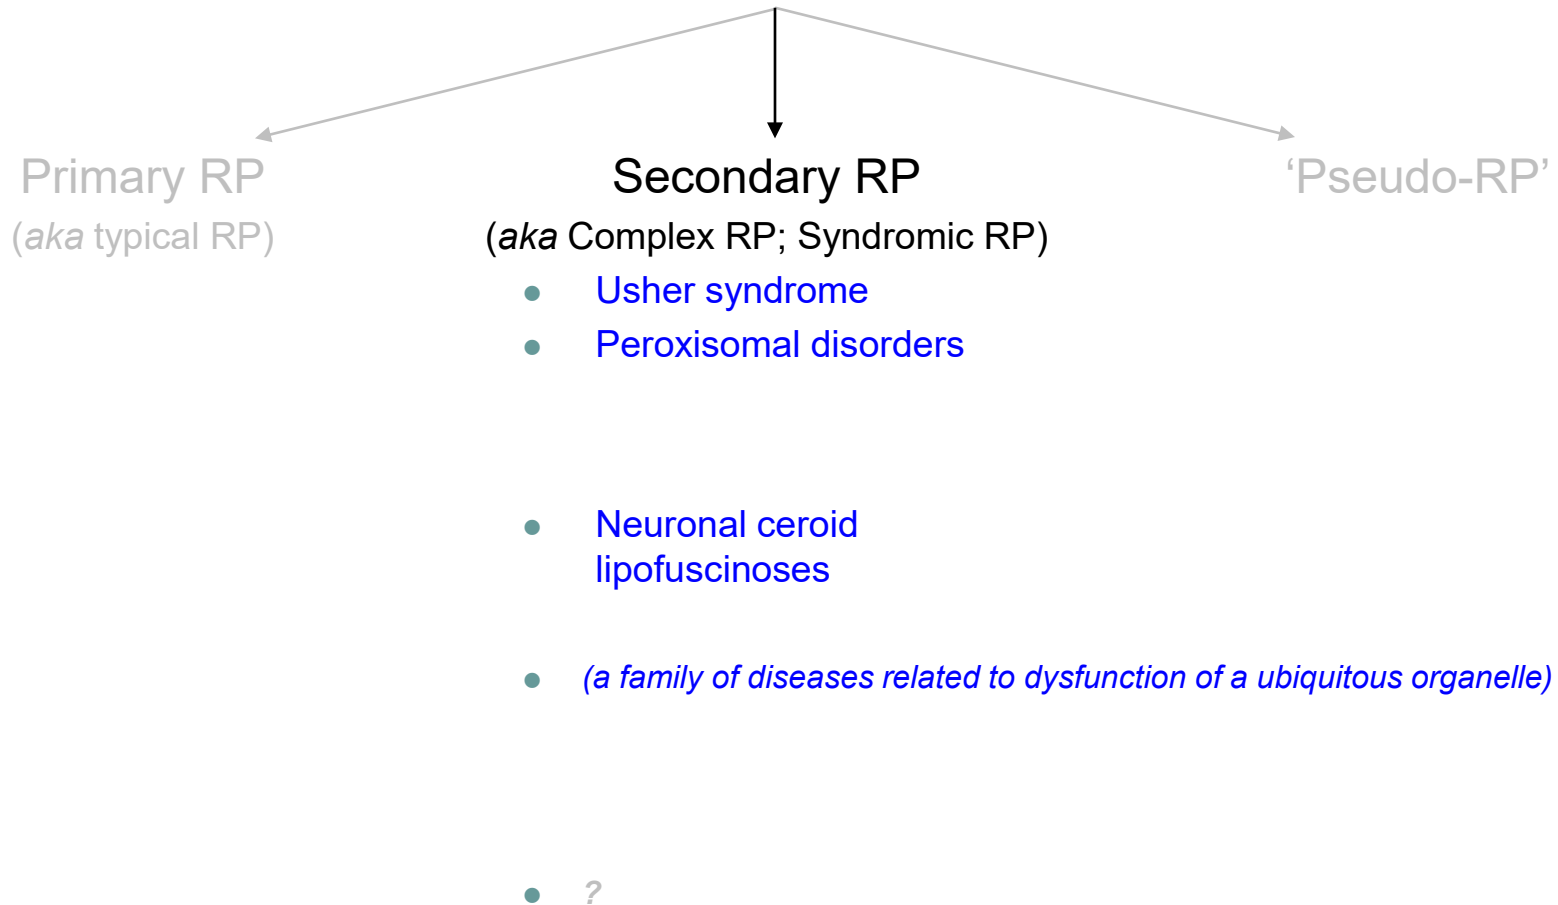 Primary RP
(aka typical RP)
Secondary RP
(aka Complex RP; Syndromic RP)
‘Pseudo-RP’
● Usher syndrome
● Peroxisomal disorders
● Neuronal ceroid
lipofuscinoses
● (a family of diseases related to dysfunction of a ubiquitous organelle)
● ?